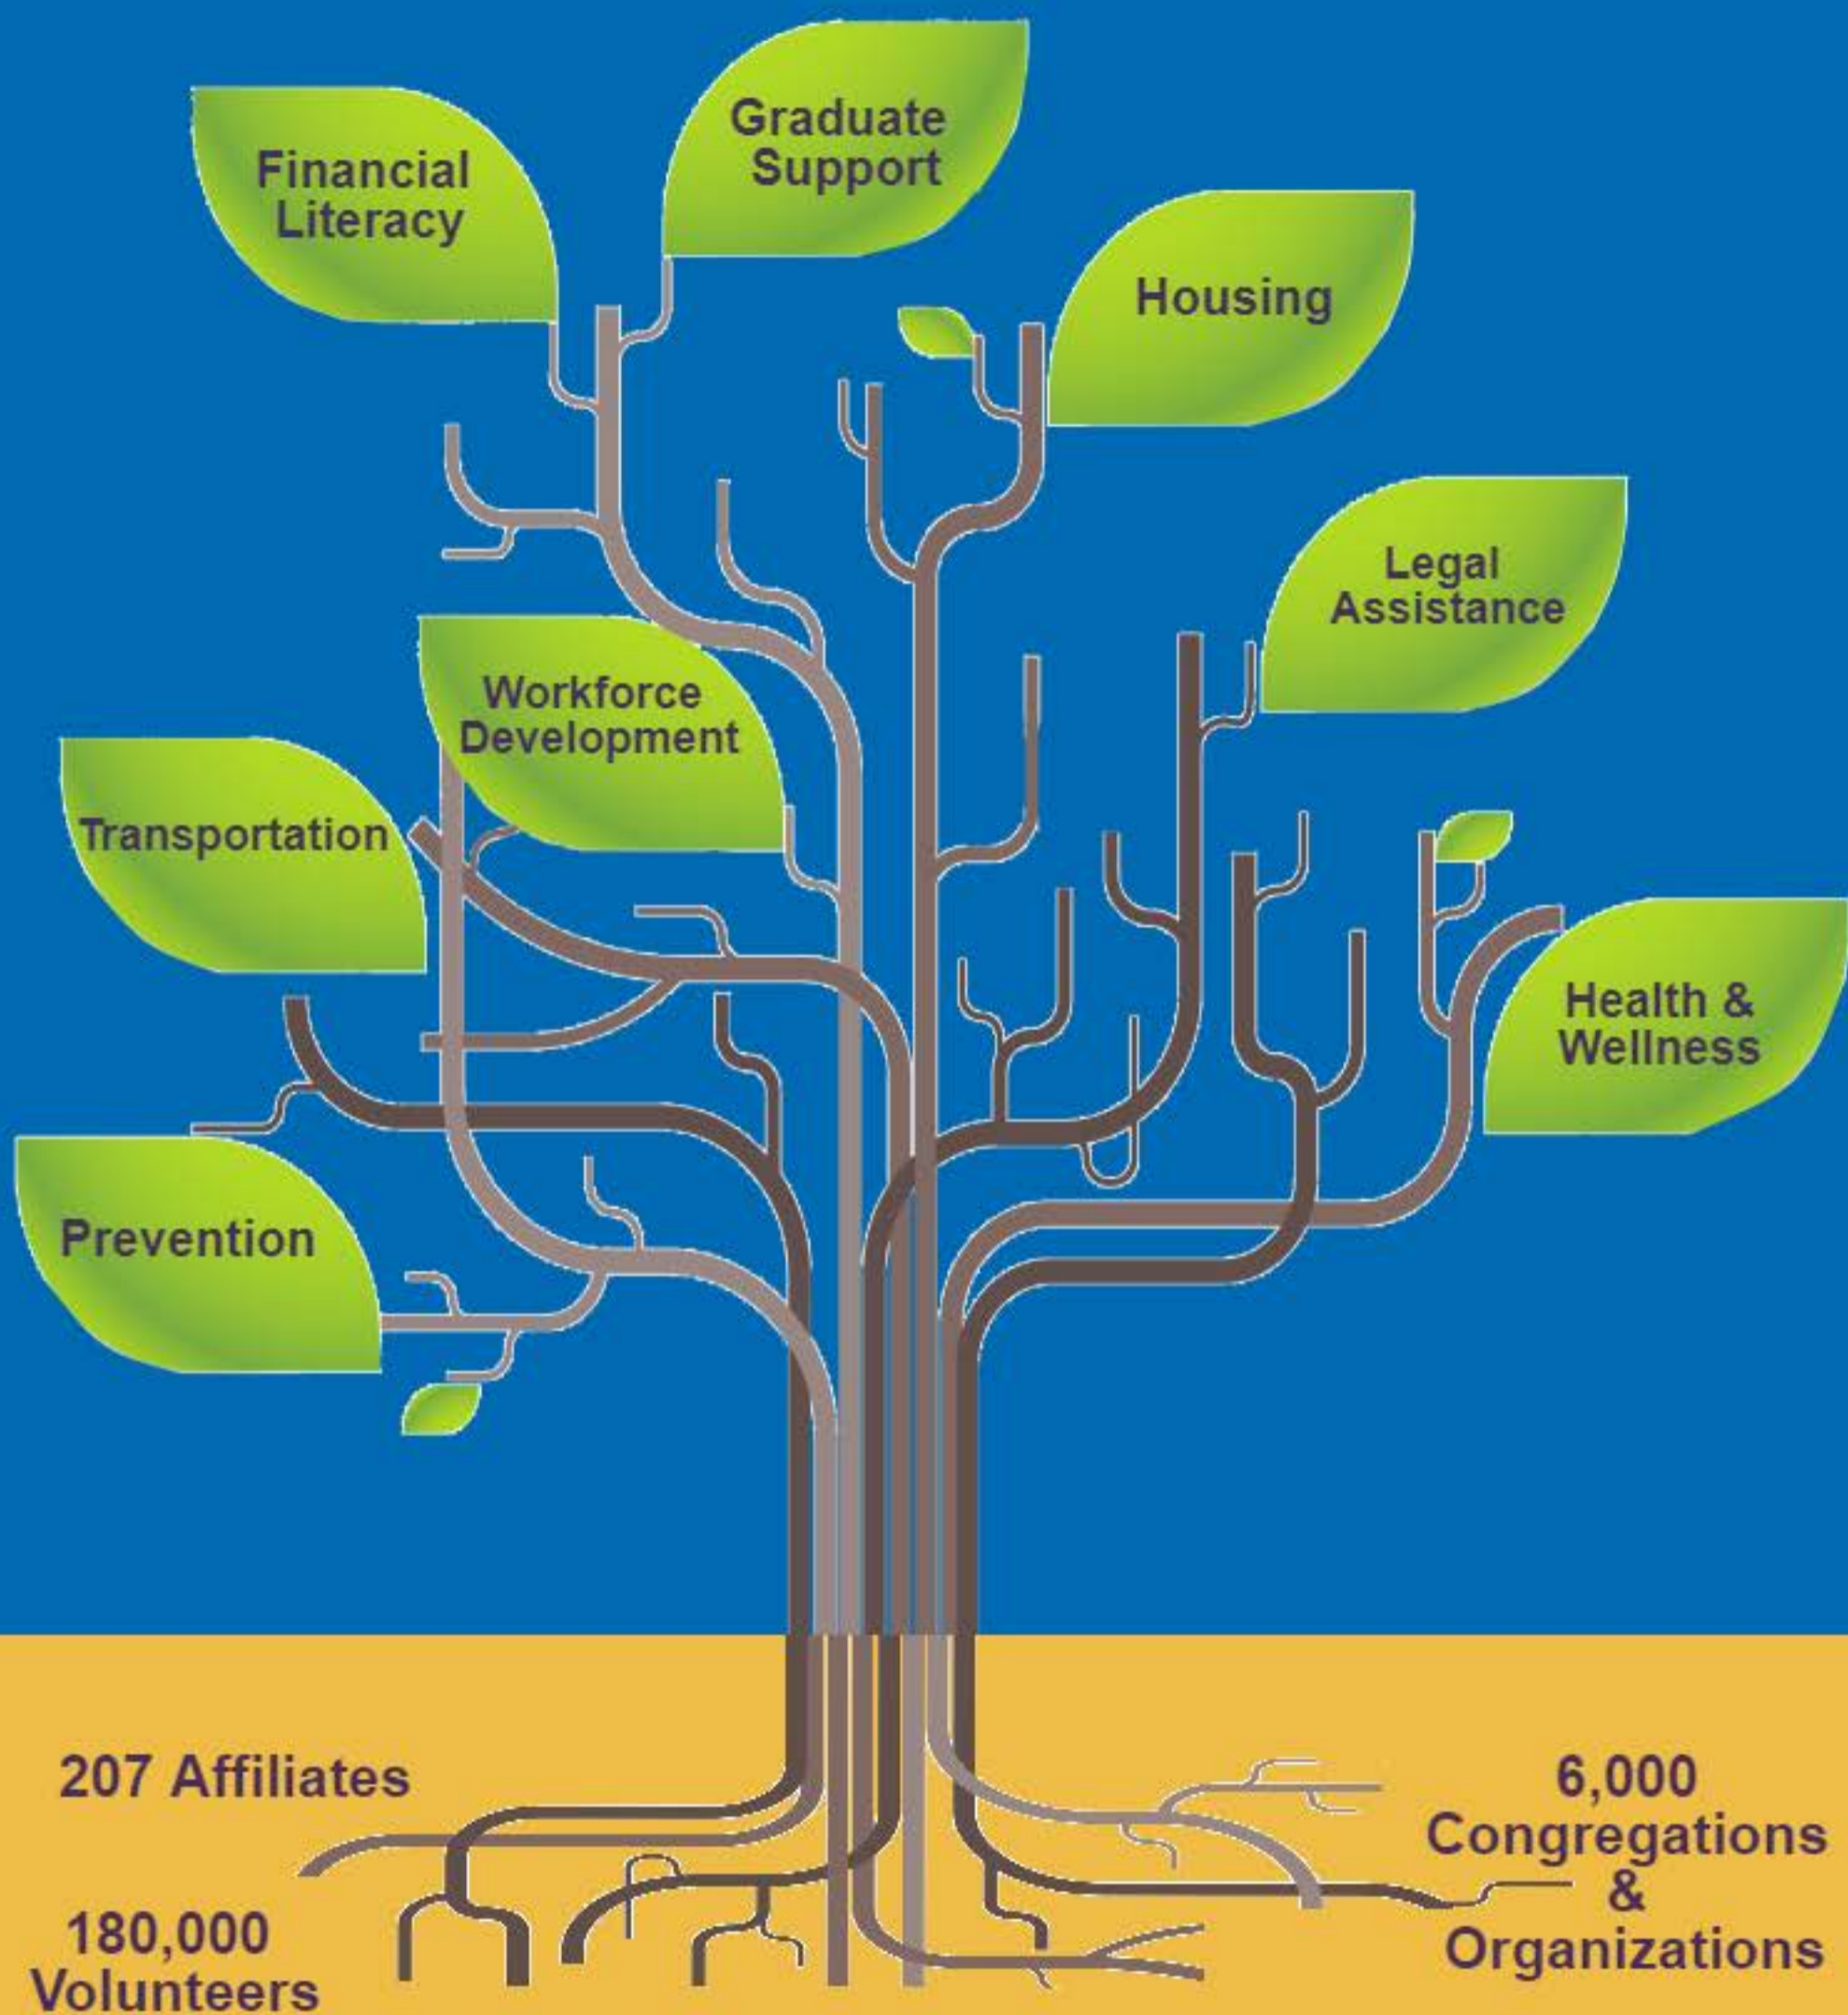 Graduate
Support
Financial
Literacy
Housing
Legal
Assistance
Workforce
Development
Transportation
Health &
Wellness
Prevention
207 Affiliates
180,000
Volunteers
6,000
Congregations
&
Organizations